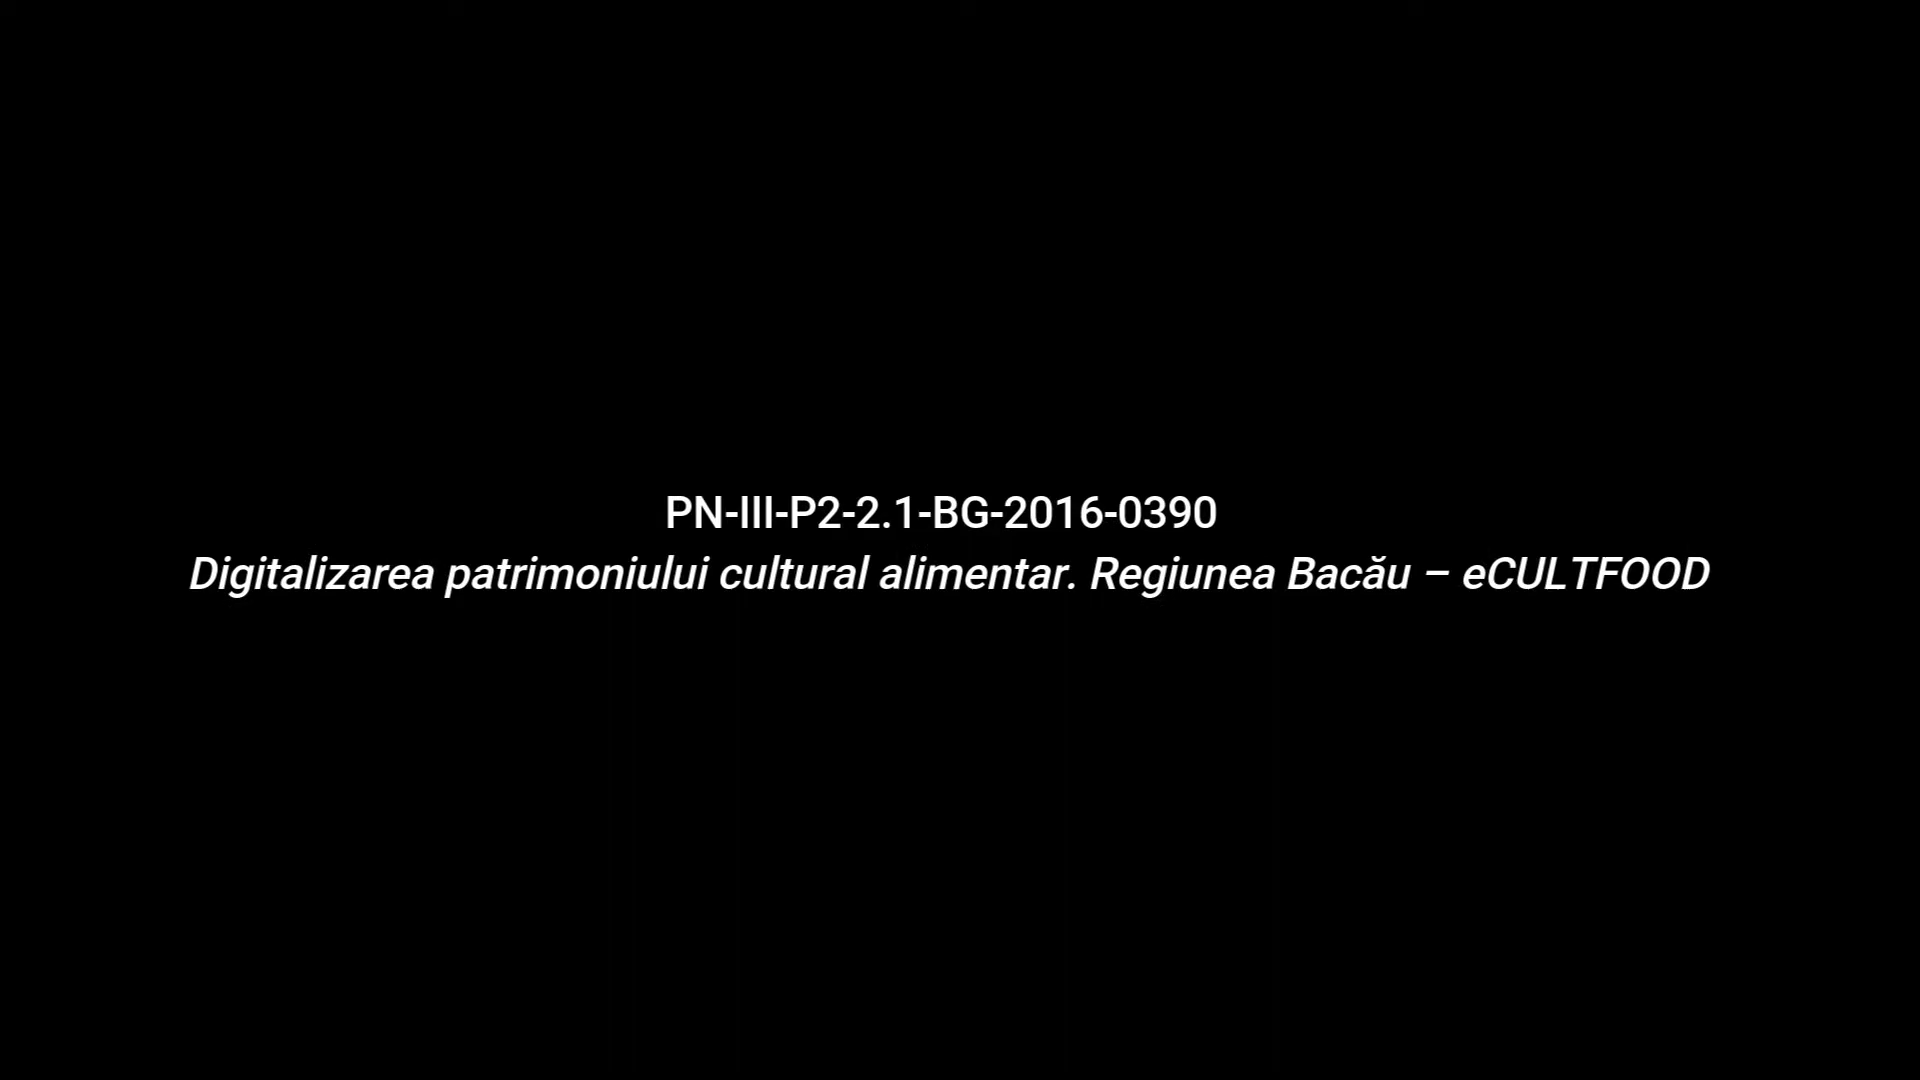 PN-III-P2-2.1-BG-2016-0390
Digitalizarea patrimoniului cultural alimentar. Regiunea Bacău – eCULTFOOD